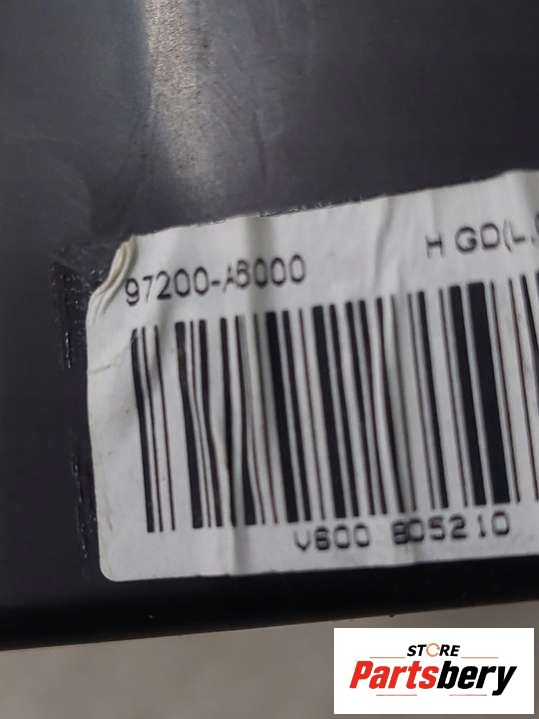 97200-A6000
H GD(L.
V600 805210
STORE
Partsbery